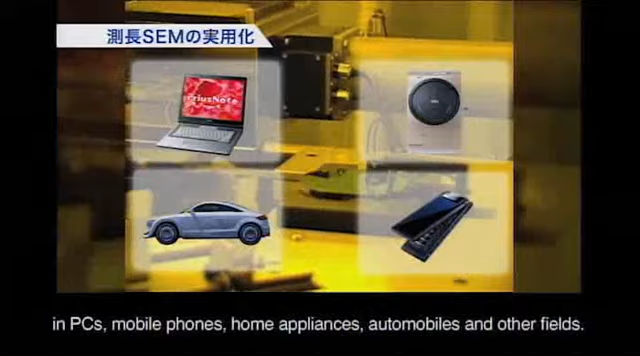 測長SEMの実用化
PriusNote
in PCs, mobile phones, home appliances, automobiles and other fields.